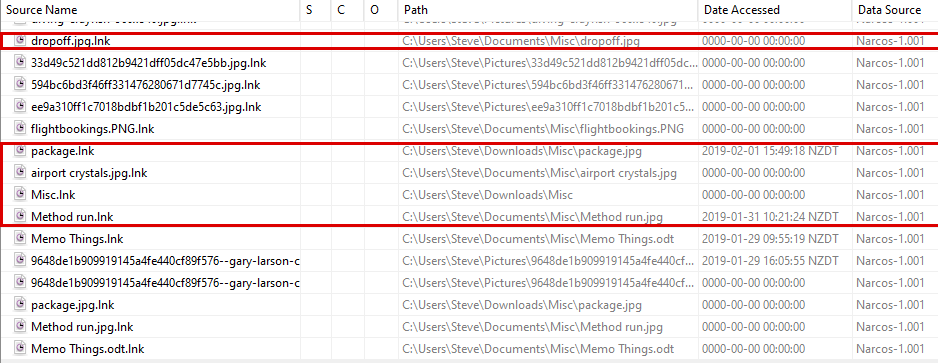 Source Name S C O Path Date Accessed Data Source
dropoff.jpg.lnk C:\Users\Steve\Documents\Misc\dropoff.jpg 0000-00-00 00:00:00 Narcos-1.001
33d49c521dd812b9421dff05dc47e5bb.jpg.lnk C:\Users\Steve\Pictures\33d49c521dd812b9421dff05dc47e5... 0000-00-00 00:00:00 Narcos-1.001
594bc6bd3f46ff331476280671d7745c.jpg.lnk C:\Users\Steve\Pictures\594bc6bd3f46ff331476280671d7... 0000-00-00 00:00:00 Narcos-1.001
ee9a310ff1c7018bdbf1b201c5de5c63.jpg.lnk C:\Users\Steve\Pictures\ee9a310ff1c7018bdbf1b201c5de... 0000-00-00 00:00:00 Narcos-1.001
flightbookings.PNG.lnk C:\Users\Steve\Documents\Misc\flightbookings.PNG 0000-00-00 00:00:00 Narcos-1.001
package.lnk C:\Users\Steve\Downloads\Misc\package.jpg 2019-02-01 15:49:18 NZDT Narcos-1.001
airport crystals.jpg.lnk C:\Users\Steve\Documents\Misc\airport crystals.jpg 0000-00-00 00:00:00 Narcos-1.001
Misc.lnk C:\Users\Steve\Downloads\Misc 0000-00-00 00:00:00 Narcos-1.001
Method run.lnk C:\Users\Steve\Documents\Misc\Method run.jpg 2019-01-31 10:21:24 NZDT Narcos-1.001
Memo Things.lnk C:\Users\Steve\Documents\Misc\Memo Things.odt 2019-01-29 09:55:19 NZDT Narcos-1.001
9648de1b909919145a4fe440cf89f576--gary-larson-c C:\Users\Steve\Pictures\9648de1b909919145a4fe440cf89f... 2019-01-29 16:05:55 NZDT Narcos-1.001
9648de1b909919145a4fe440cf89f576--gary-larson-c C:\Users\Steve\Pictures\9648de1b909919145a4fe440cf89f... 0000-00-00 00:00:00 Narcos-1.001
package.jpg.lnk C:\Users\Steve\Downloads\Misc\package.jpg 0000-00-00 00:00:00 Narcos-1.001
Method run.jpg.lnk C:\Users\Steve\Documents\Misc\Method run.jpg 0000-00-00 00:00:00 Narcos-1.001
Memo Things.odt.lnk C:\Users\Steve\Documents\Misc\Memo Things.odt 0000-00-00 00:00:00 Narcos-1.001